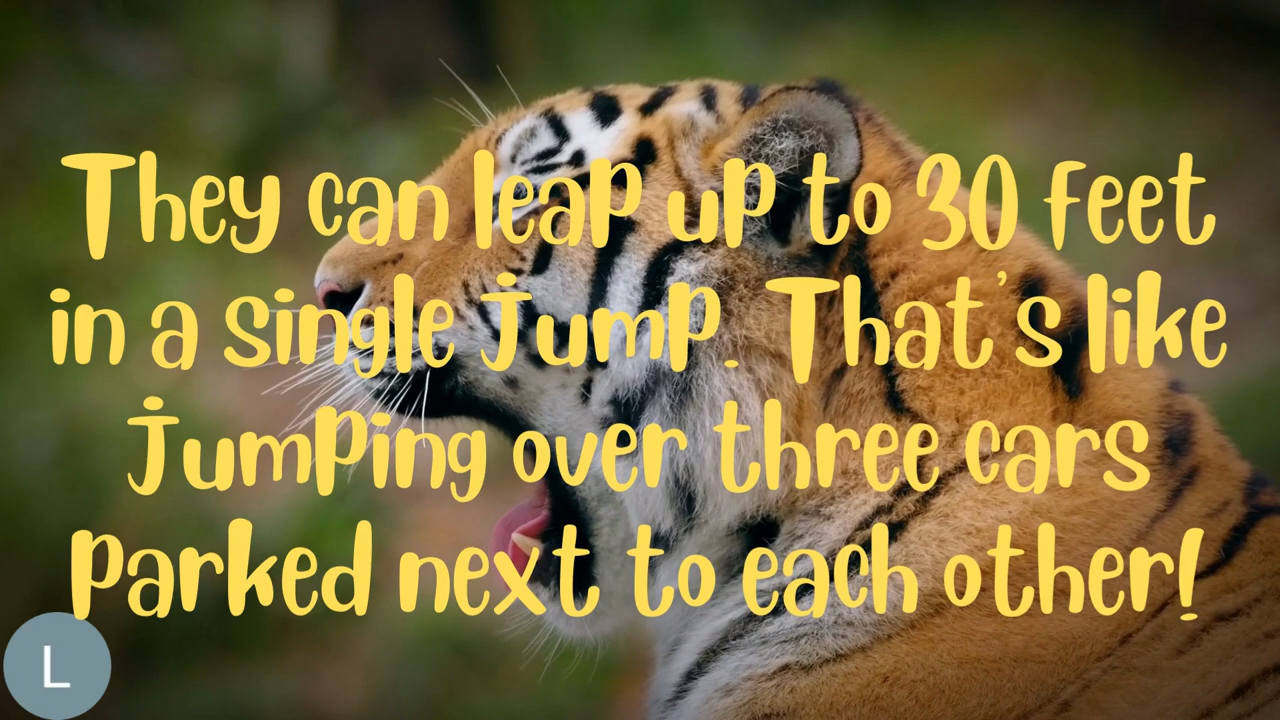 They can leap up to 30 feet
in a single jump. That's like
jumping over three cars
parked next to each other!
L